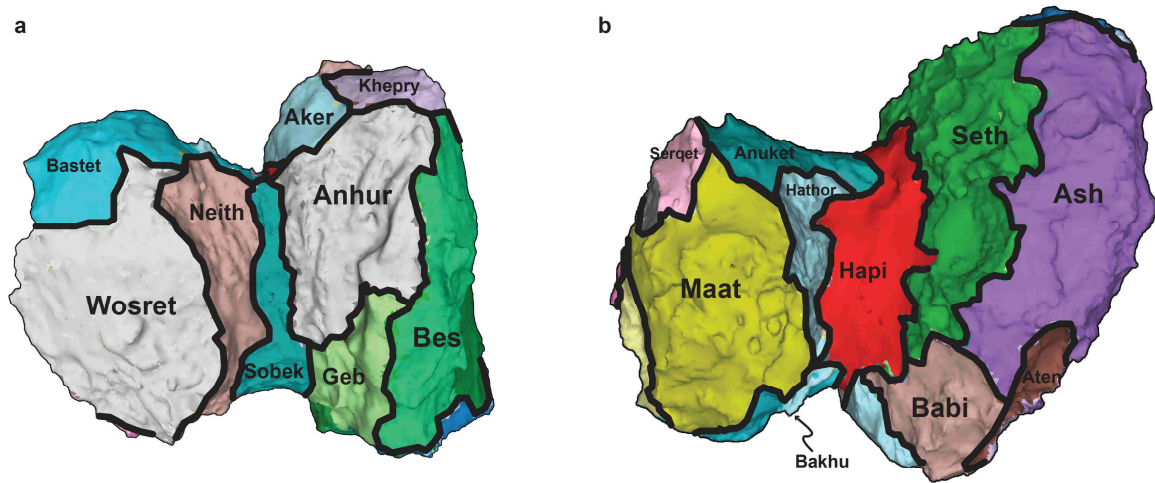 a
Khepry
Aker
Bastet
Anhur
Neith
Wosret
Bes
Sobek
Geb
b
Seth
Serqet
Anuket
Hathor
Ash
Hapi
Maat
Aten
Babi
Bakhu